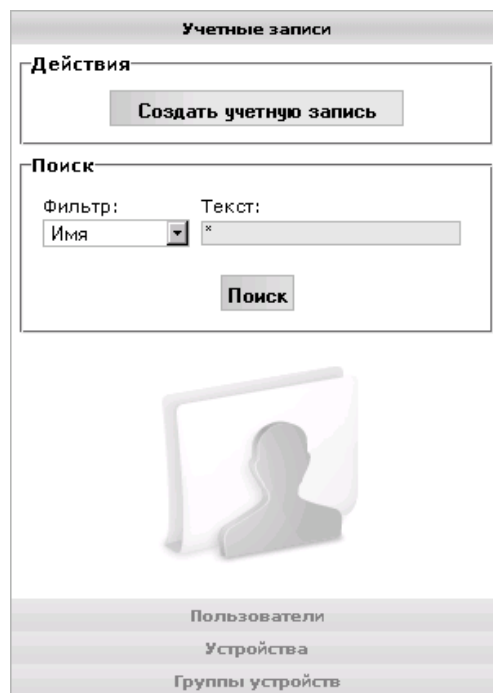 Учетные записи
Действия
Создать учетную запись
Поиск
Фильтр: Текст:
Имя *
Поиск
Пользователи
Устройства
Группы устройств